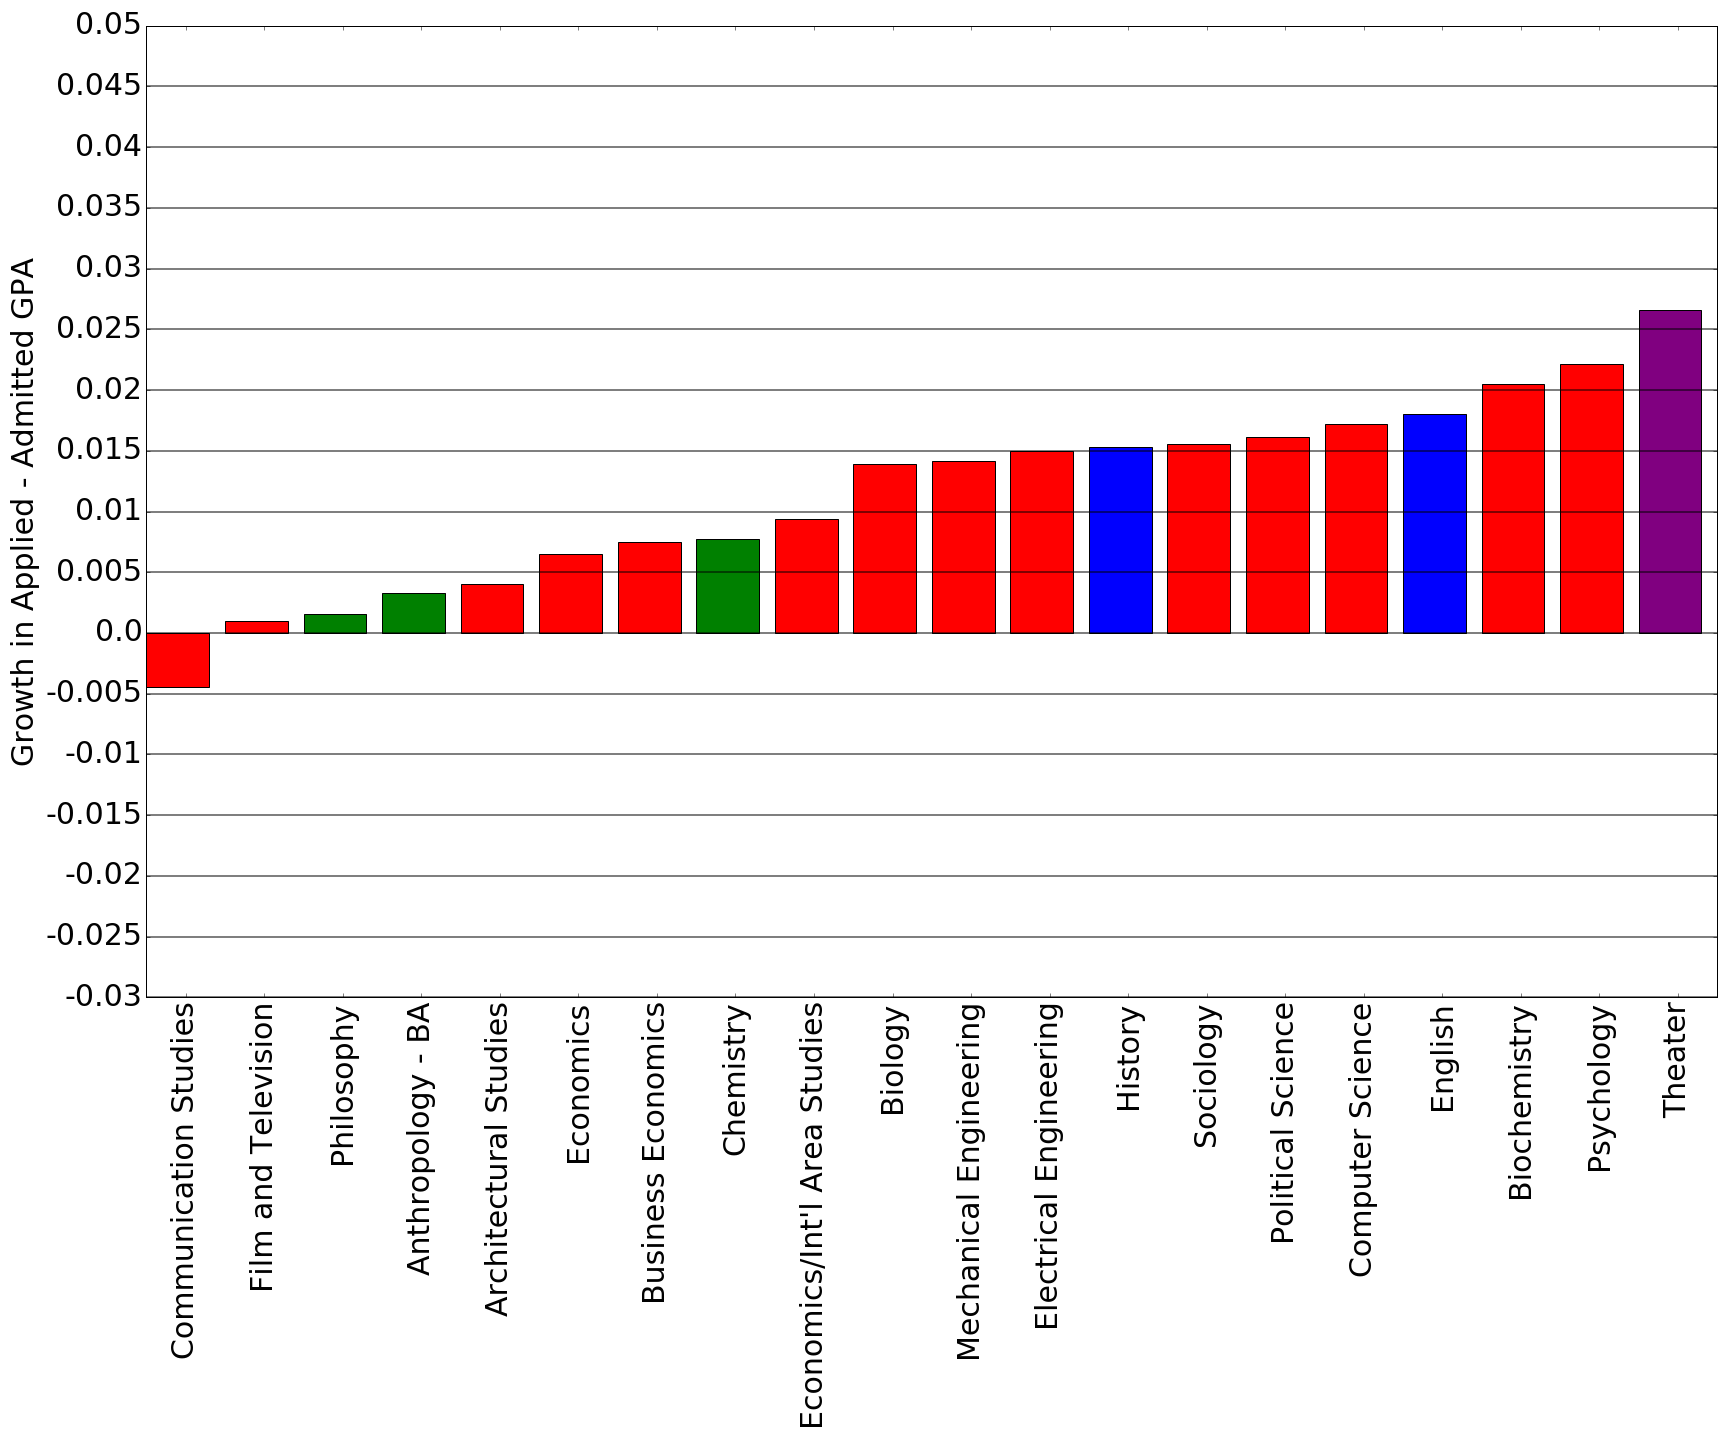 Growth in Applied - Admitted GPA
0.05
0.045
0.04
0.035
0.03
0.025
0.02
0.015
0.01
0.005
0.0
-0.005
-0.01
-0.015
-0.02
-0.025
-0.03
Communication Studies
Film and Television
Philosophy
Anthropology - BA
Architectural Studies
Economics
Business Economics
Chemistry
Economics/Int'l Area Studies
Biology
Mechanical Engineering
Electrical Engineering
History
Sociology
Political Science
Computer Science
English
Biochemistry
Psychology
Theater